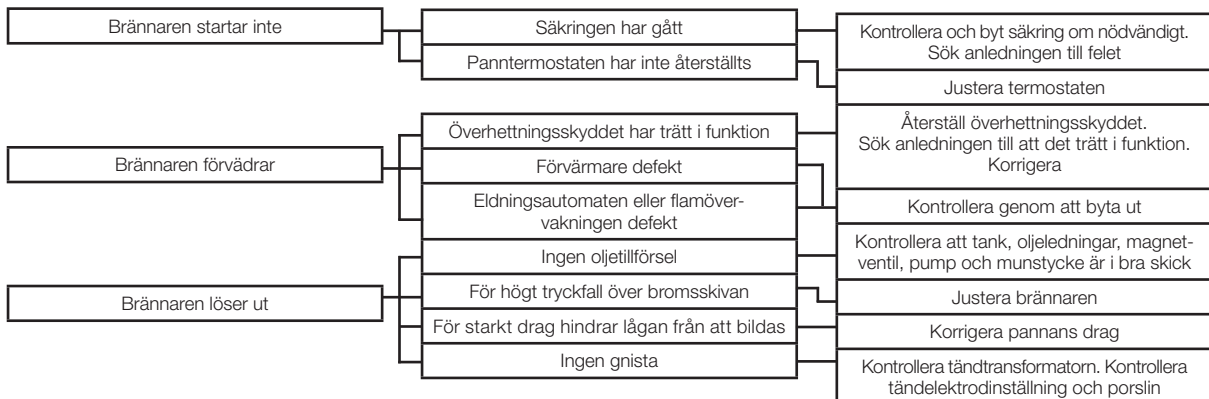 Brännaren startar inte
Säkringen har gått
Kontrollera och byt säkring om nödvändigt.
Sök anledningen till felet
Panntermostaten har inte återställts
Justera termostaten
Brännaren förvädrar
Överhettningsskyddet har trätt i funktion
Återställ överhettningsskyddet.
Sök anledningen till att det trätt i funktion.
Korrigera
Förvärmare defekt
Eldningsautomaten eller flamöver-
vakningen defekt
Kontrollera genom att byta ut
Brännaren löser ut
Ingen oljetillförsel
Kontrollera att tank, oljeledningar, magnet-
ventil, pump och munstycke är i bra skick
För högt tryckfall över bromsskivan
Justera brännaren
För starkt drag hindrar lågan från att bildas
Korrigera pannans drag
Ingen gnista
Kontrollera tändtransformatorn. Kontrollera
tändelektrodinställning och porslin